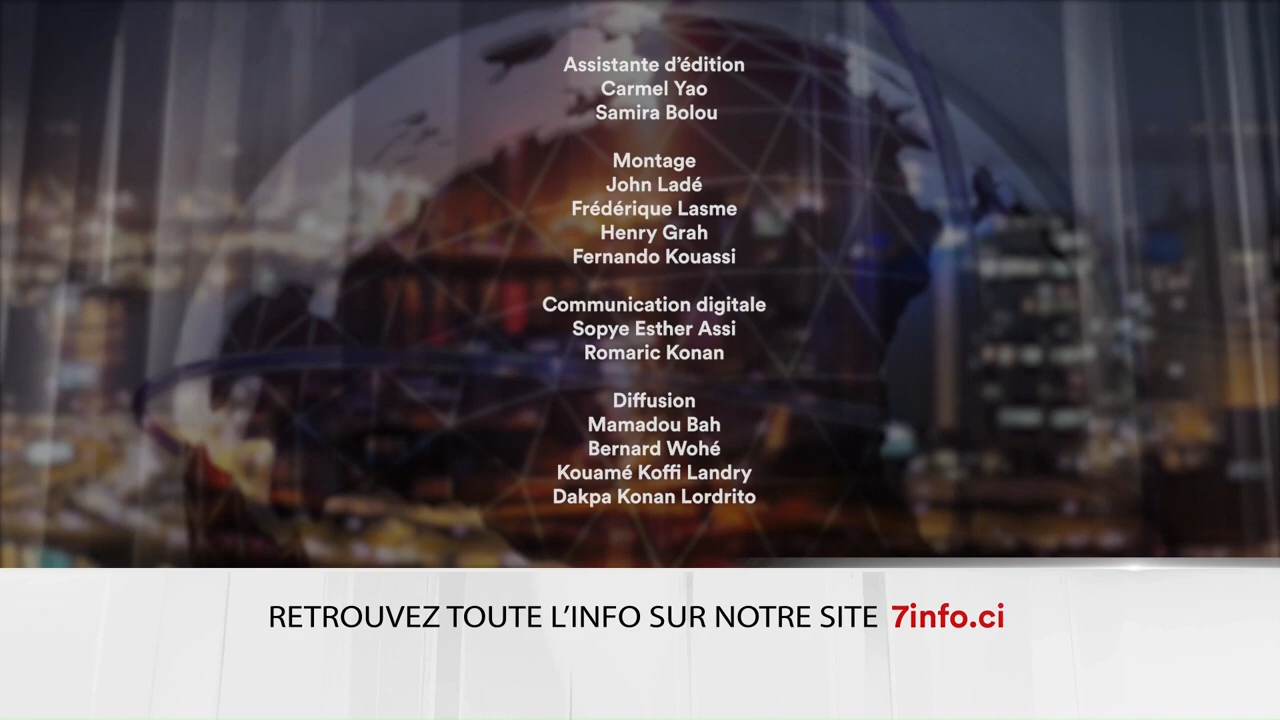 Assistante d’édition
Carmel Yao
Samira Bolou
Montage
John Ladé
Frédérique Lasme
Henry Grah
Fernando Kouassi
Communication digitale
Sopye Esther Assi
Romaric Konan
Diffusion
Mamadou Bah
Bernard Wohé
Kouamé Koffi Landry
Dakpa Konan Lordrito
RETROUVEZ TOUTE L’INFO SUR NOTRE SITE 7info.ci